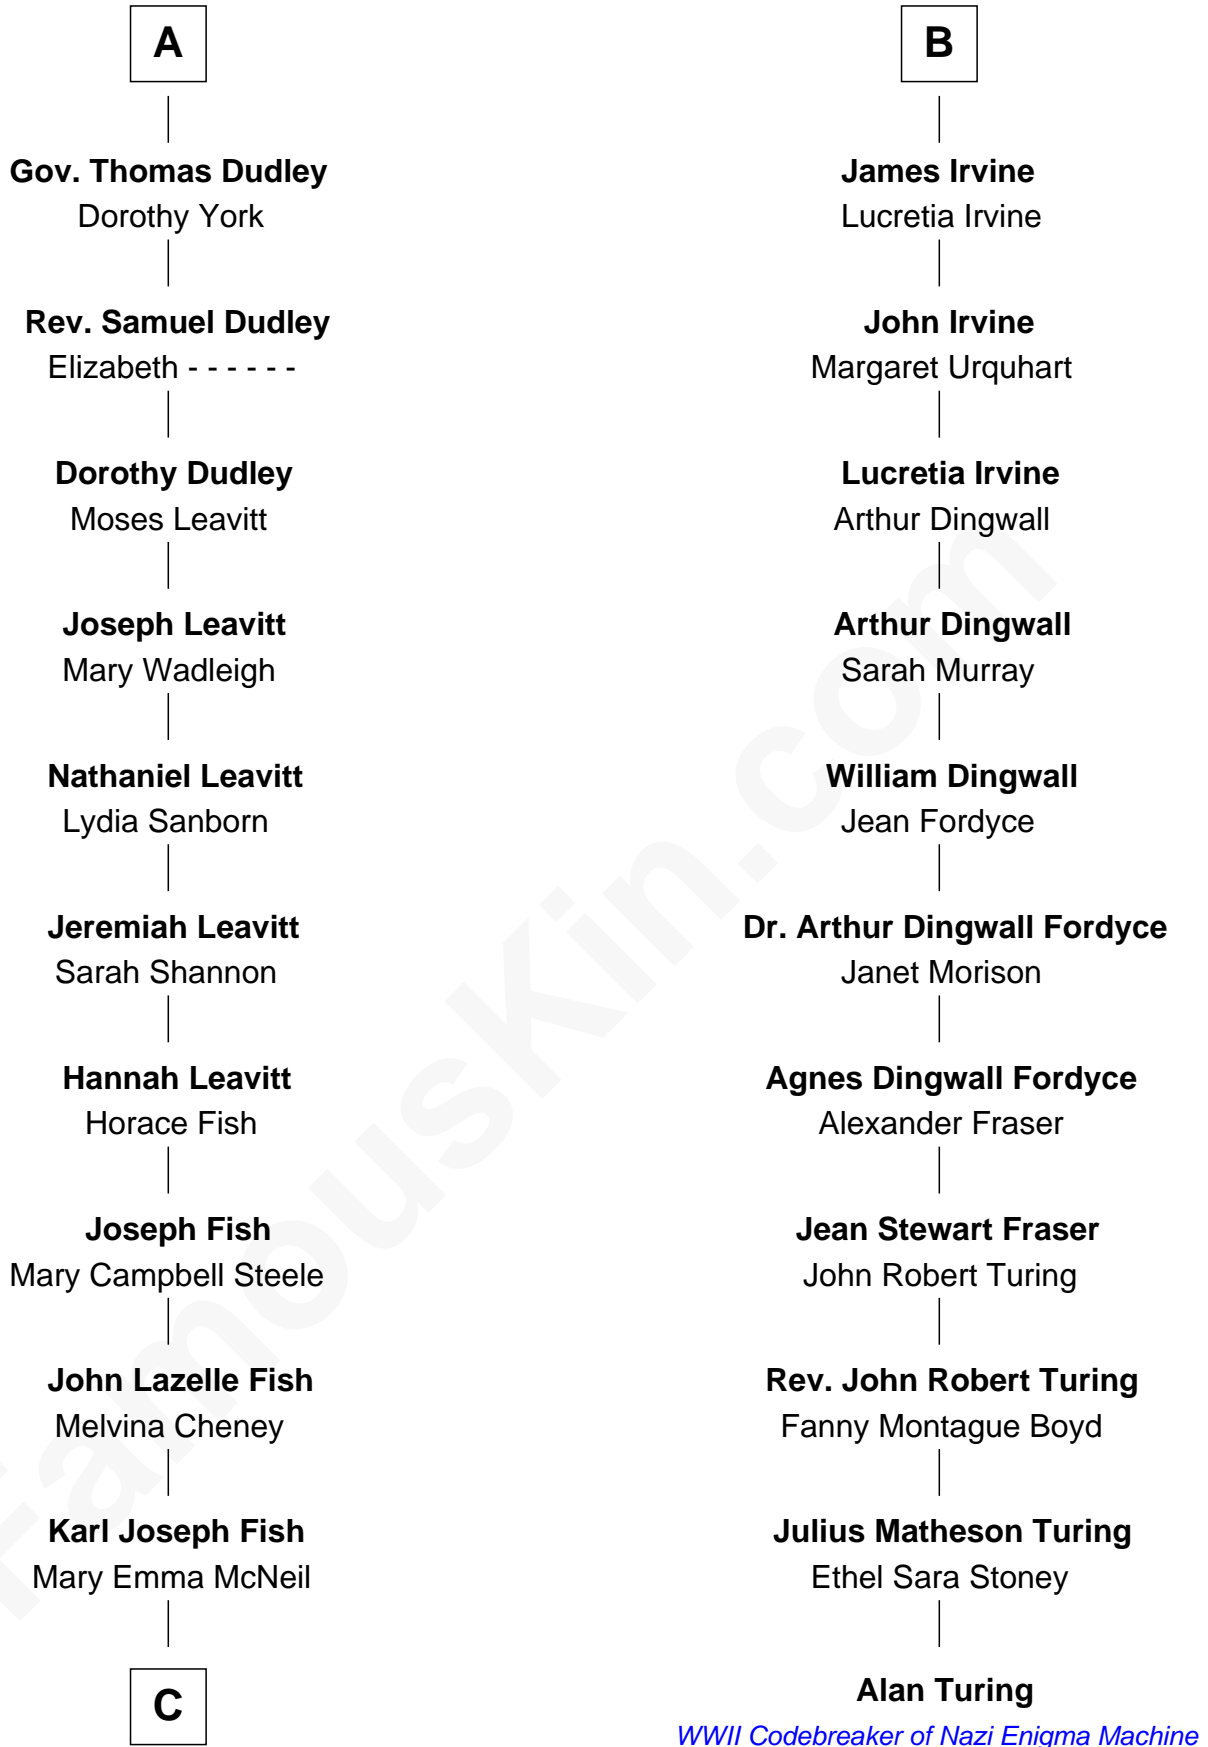 A
Gov. Thomas Dudley
Dorothy York
Rev. Samuel Dudley
Elizabeth - - - - - -
Dorothy Dudley
Moses Leavitt
Joseph Leavitt
Mary Wadleigh
Nathaniel Leavitt
Lydia Sanborn
Jeremiah Leavitt
Sarah Shannon
Hannah Leavitt
Horace Fish
Joseph Fish
Mary Campbell Steele
John Lazelle Fish
Melvina Cheney
Karl Joseph Fish
Mary Emma McNeil
C
B
James Irvine
Lucretia Irvine
John Irvine
Margaret Urquhart
Lucretia Irvine
Arthur Dingwall
Arthur Dingwall
Sarah Murray
William Dingwall
Jean Fordyce
Dr. Arthur Dingwall Fordyce
Janet Morison
Agnes Dingwall Fordyce
Alexander Fraser
Jean Stewart Fraser
John Robert Turing
Rev. John Robert Turing
Fanny Montague Boyd
Julius Matheson Turing
Ethel Sara Stoney
Alan Turing
WWII Codebreaker of Nazi Enigma Machine
FamousKin.com